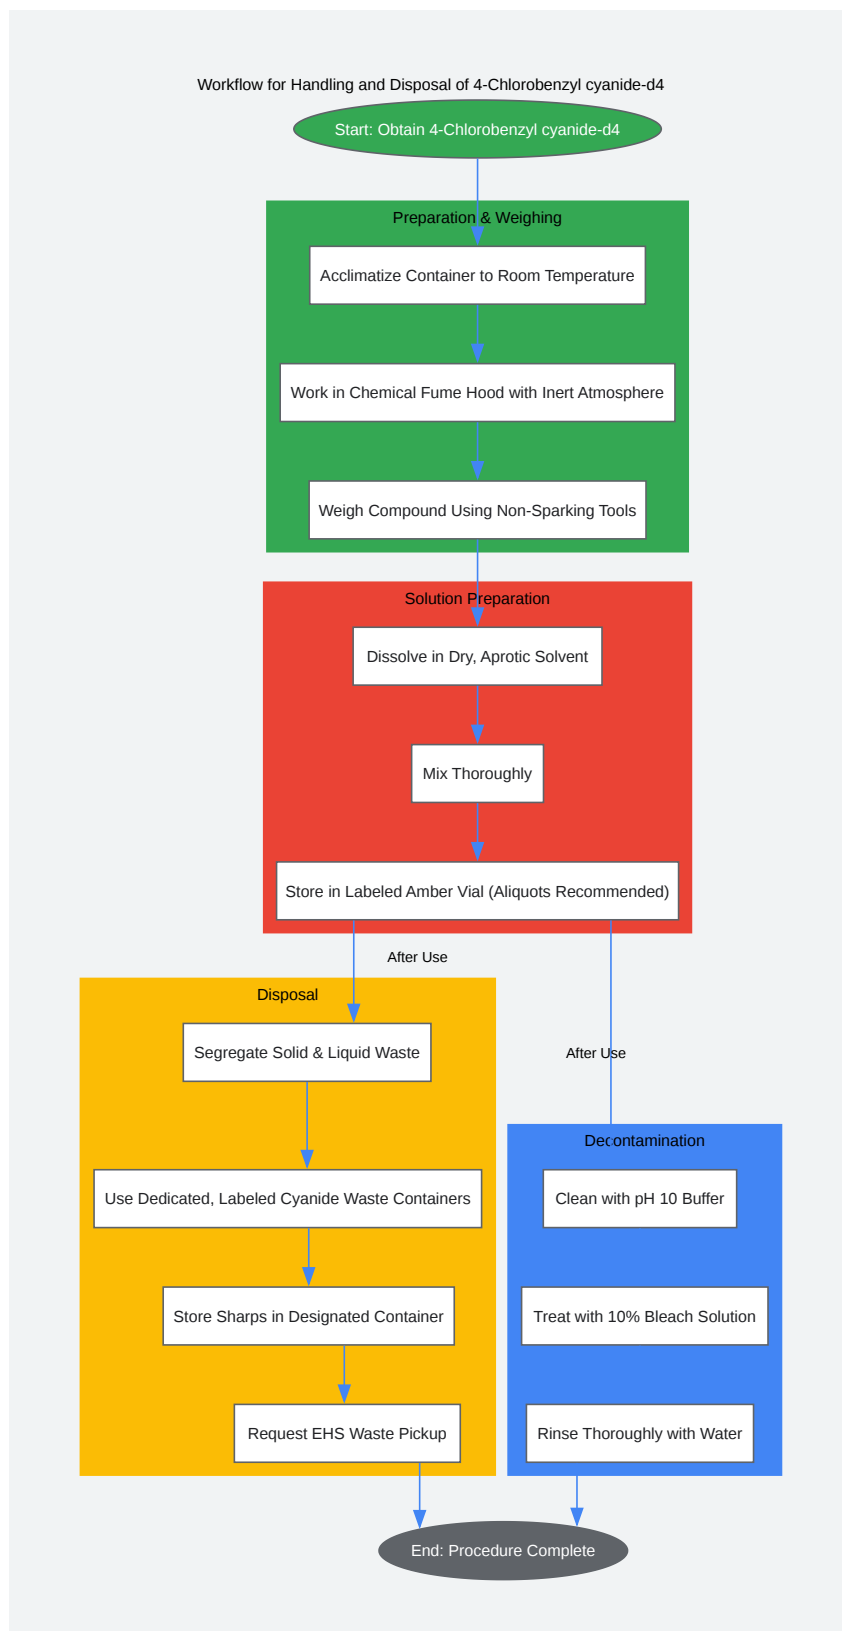 Workflow for Handling and Disposal of 4-Chlorobenzyl cyanide-d4
Start: Obtain 4-Chlorobenzyl cyanide-d4
Preparation & Weighing
Acclimatize Container to Room Temperature
Work in Chemical Fume Hood with Inert Atmosphere
Weigh Compound Using Non-Sparking Tools
Solution Preparation
Dissolve in Dry, Aprotic Solvent
Mix Thoroughly
Store in Labeled Amber Vial (Aliquots Recommended)
After Use
Disposal
Segregate Solid & Liquid Waste
Use Dedicated, Labeled Cyanide Waste Containers
Store Sharps in Designated Container
Request EHS Waste Pickup
After Use
Decontamination
Clean with pH 10 Buffer
Treat with 10% Bleach Solution
Rinse Thoroughly with Water
End: Procedure Complete